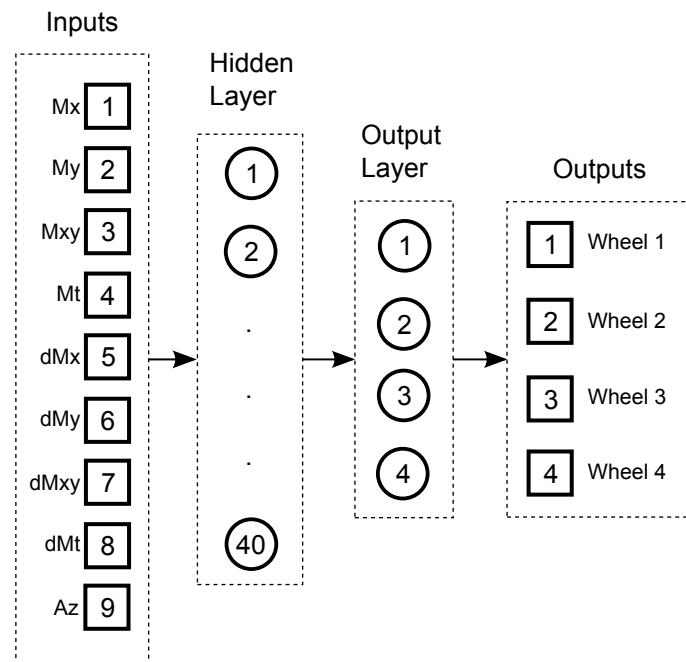 Inputs
Mx 1
My 2
Mxy 3
Mt 4
dMx 5
dMy 6
dMxy 7
dMt 8
Az 9
Hidden
Layer
1
2
.
.
.
40
Output
Layer
1
2
3
4
Outputs
1 Wheel 1
2 Wheel 2
3 Wheel 3
4 Wheel 4